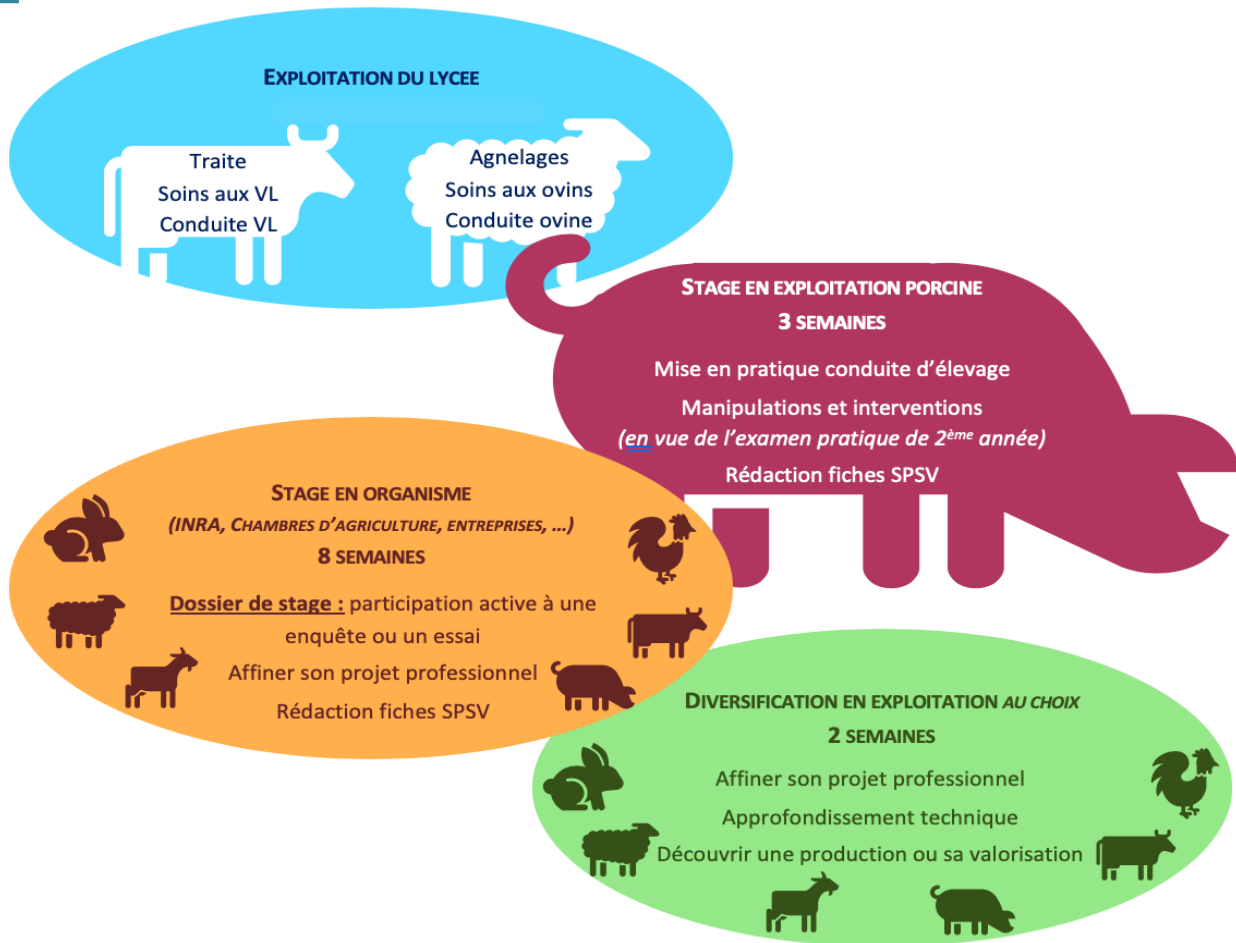 EXPLOITATION DU LYCEE
Traite
Soins aux VL
Conduite VL
Agnelages
Soins aux ovins
Conduite ovine
STAGE EN EXPLOITATION PORCINE
3 SEMAINES
Mise en pratique conduite d’élevage
Manipulations et interventions
(en vue de l’examen pratique de 2ème année)
Rédaction fiches SPSV
STAGE EN ORGANISME
(INRA, CHAMBRES D’AGRICULTURE, ENTREPRISES, ...)
8 SEMAINES
Dossier de stage : participation active à une
enquête ou un essai
Affiner son projet professionnel
Rédaction fiches SPSV
DIVERSIFICATION EN EXPLOITATION AU CHOIX
2 SEMAINES
Affiner son projet professionnel
Approfondissement technique
Découvrir une production ou sa valorisation